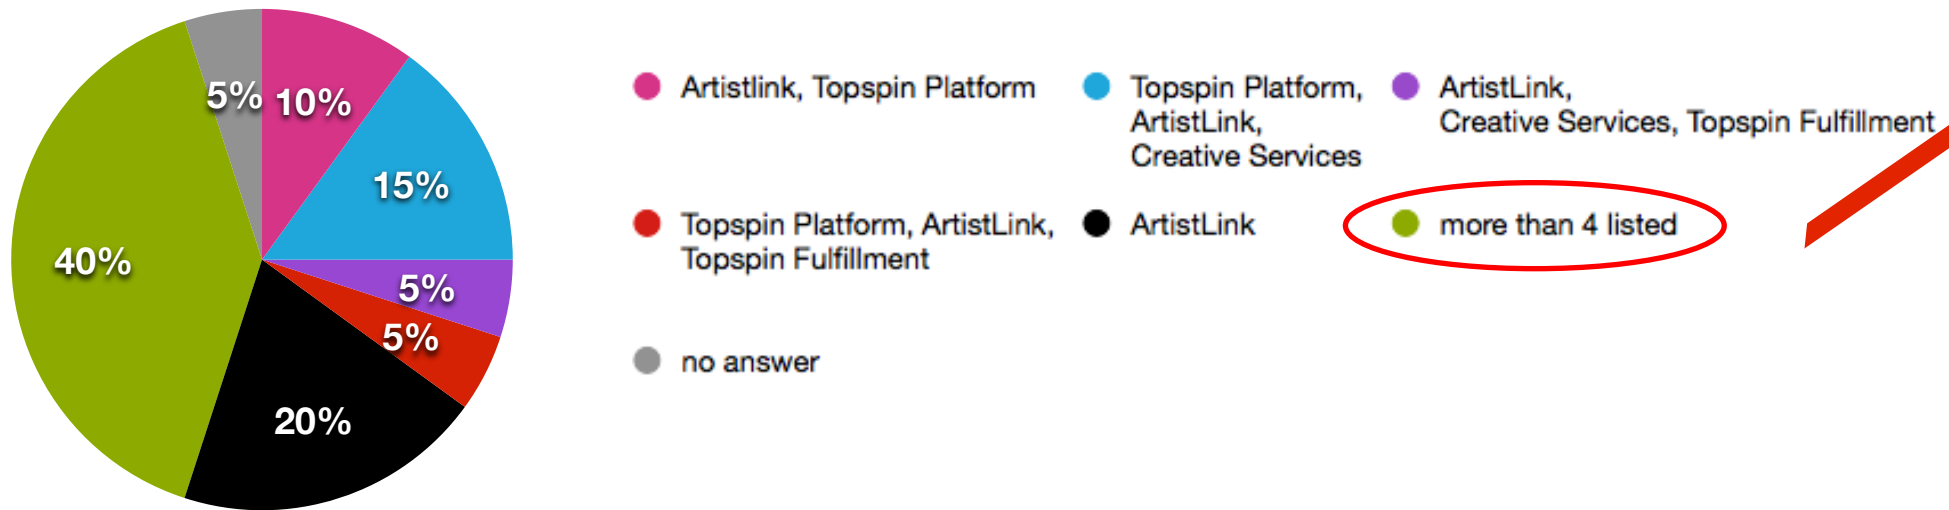 5%
10%
15%
40%
5%
5%
20%
Artistlink, Topspin Platform
Topspin Platform,
ArtistLink,
Creative Services
ArtistLink,
Creative Services, Topspin Fulfillment
Topspin Platform, ArtistLink,
Topspin Fulfillment
ArtistLink
more than 4 listed
no answer